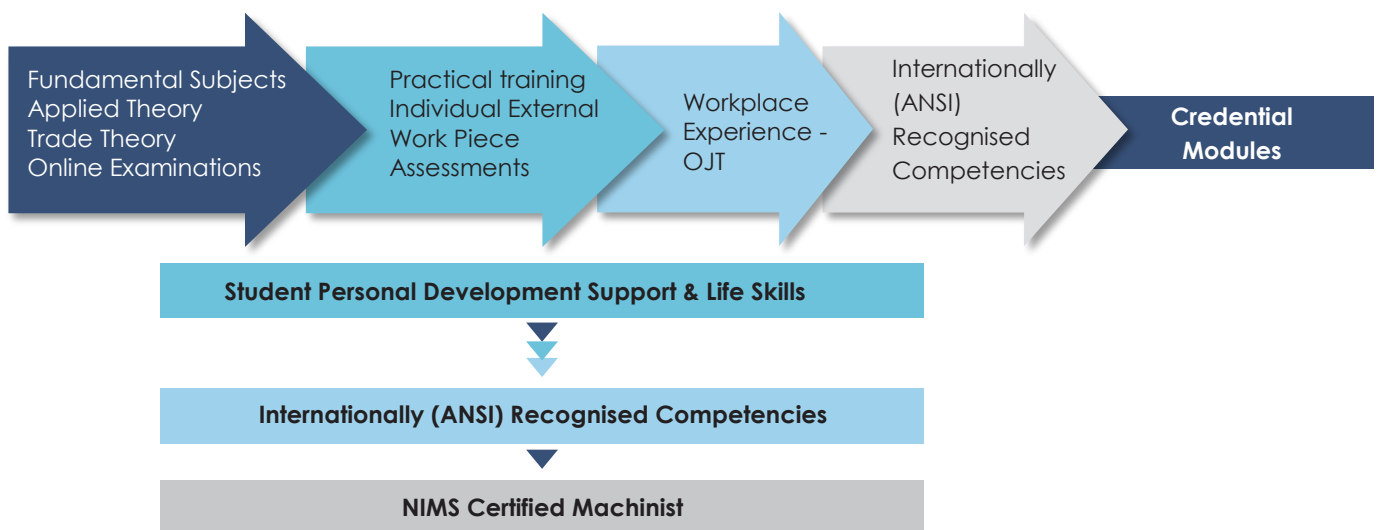 Fundamental Subjects
Applied Theory
Trade Theory
Online Examinations
Practical training
Individual External
Work Piece
Assessments
Workplace
Experience -
OJT
Internationally
(ANSI)
Recognised
Competencies
Credential
Modules
Student Personal Development Support & Life Skills
Internationally (ANSI) Recognised Competencies
NIMS Certified Machinist